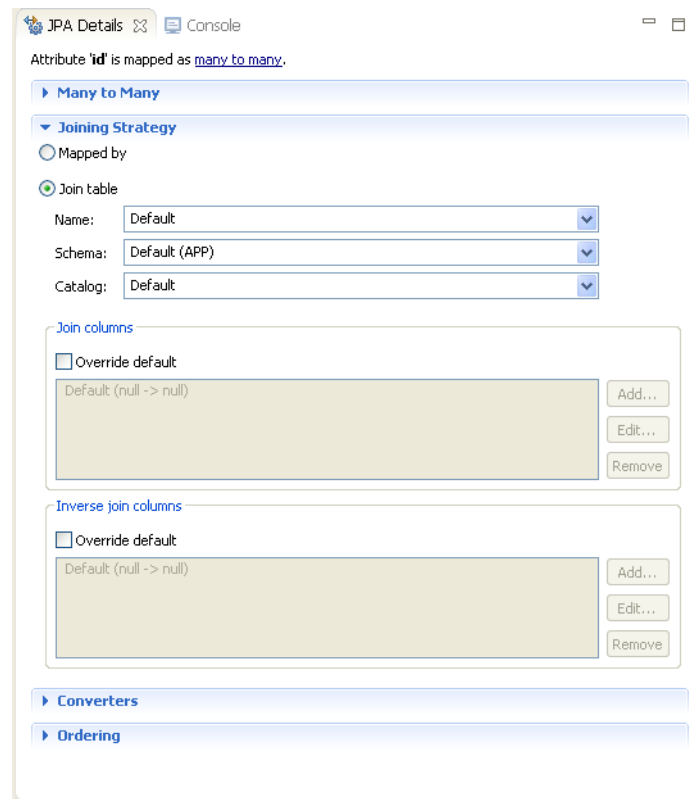 JPA Details Console
Attribute 'id' is mapped as many to many.
Many to Many
Joining Strategy
Mapped by
Join table
Name: Default
Schema: Default (APP)
Catalog: Default
Join columns
Override default
Default (null -> null)
Add...
Edit...
Remove
Inverse join columns
Override default
Default (null -> null)
Add...
Edit...
Remove
Converters
Ordering